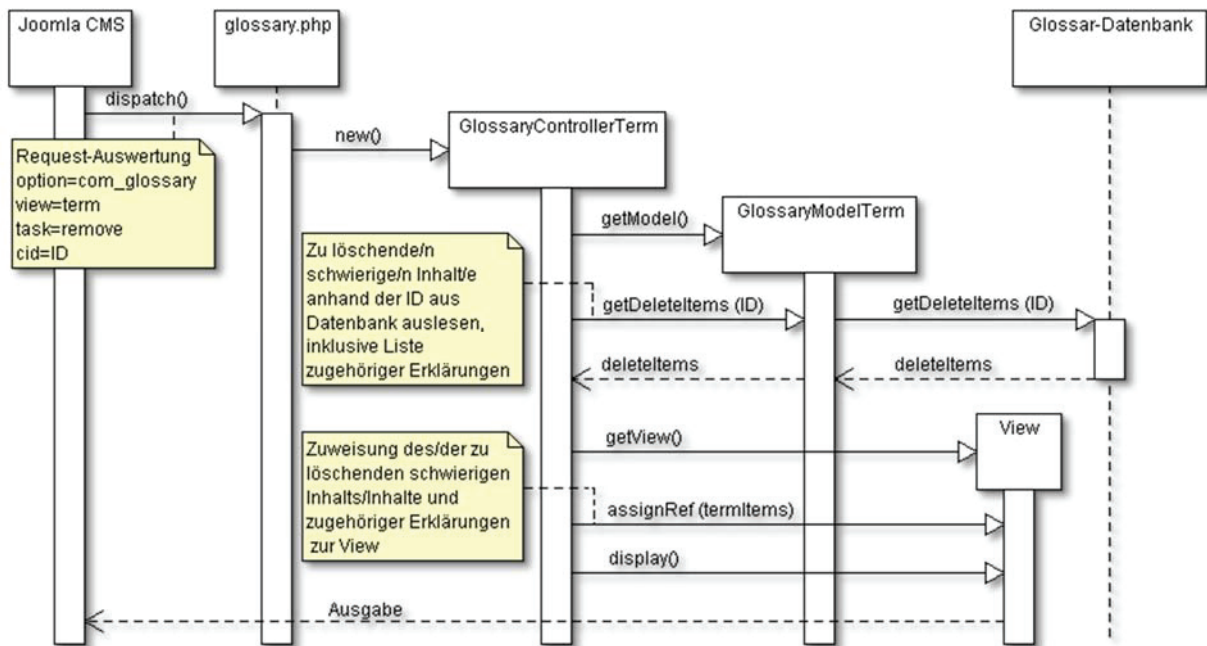 Joomla CMS
glossary.php
Glossar-Datenbank
dispatch()
Request-Auswertung
option=com_glossary
view=term
task=remove
cid=ID
new()
GlossaryControllerTerm
getModel()
GlossaryModelTerm
Zu löschende/n
schwierige/n Inhalt/e
anhand der ID aus
Datenbank auslesen,
inklusive Liste
zugehöriger Erklärungen
getDeleteItems (ID)
getDeleteItems (ID)
deleteItems
deleteItems
getView()
View
Zuweisung des/der zu
löschenden schwierigen
Inhalts/Inhalte und
zugehöriger Erklärungen
zur View
assignRef (termItems)
display()
Ausgabe